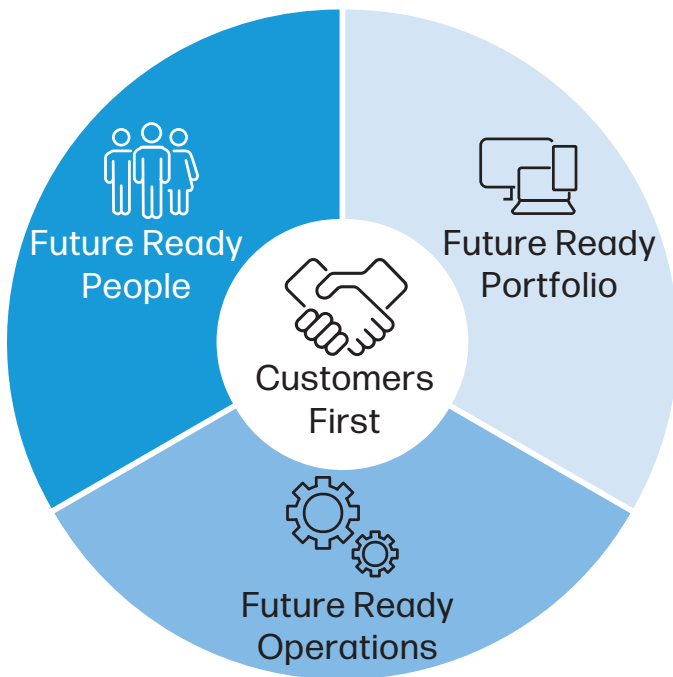 Future Ready
People
Future Ready
Portfolio
Customers
First
Future Ready
Operations